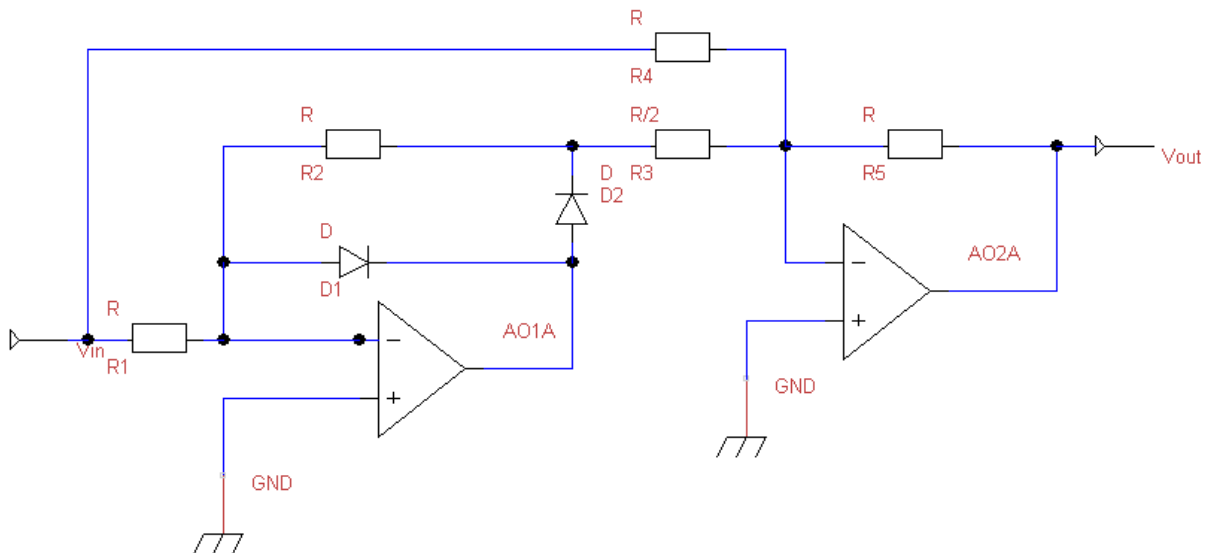 R
R4
R
R2
R/2
R3
R
R5
Vout
D
D2
D
D1
AO2A
R
R1
Vin
AO1A
GND
GND